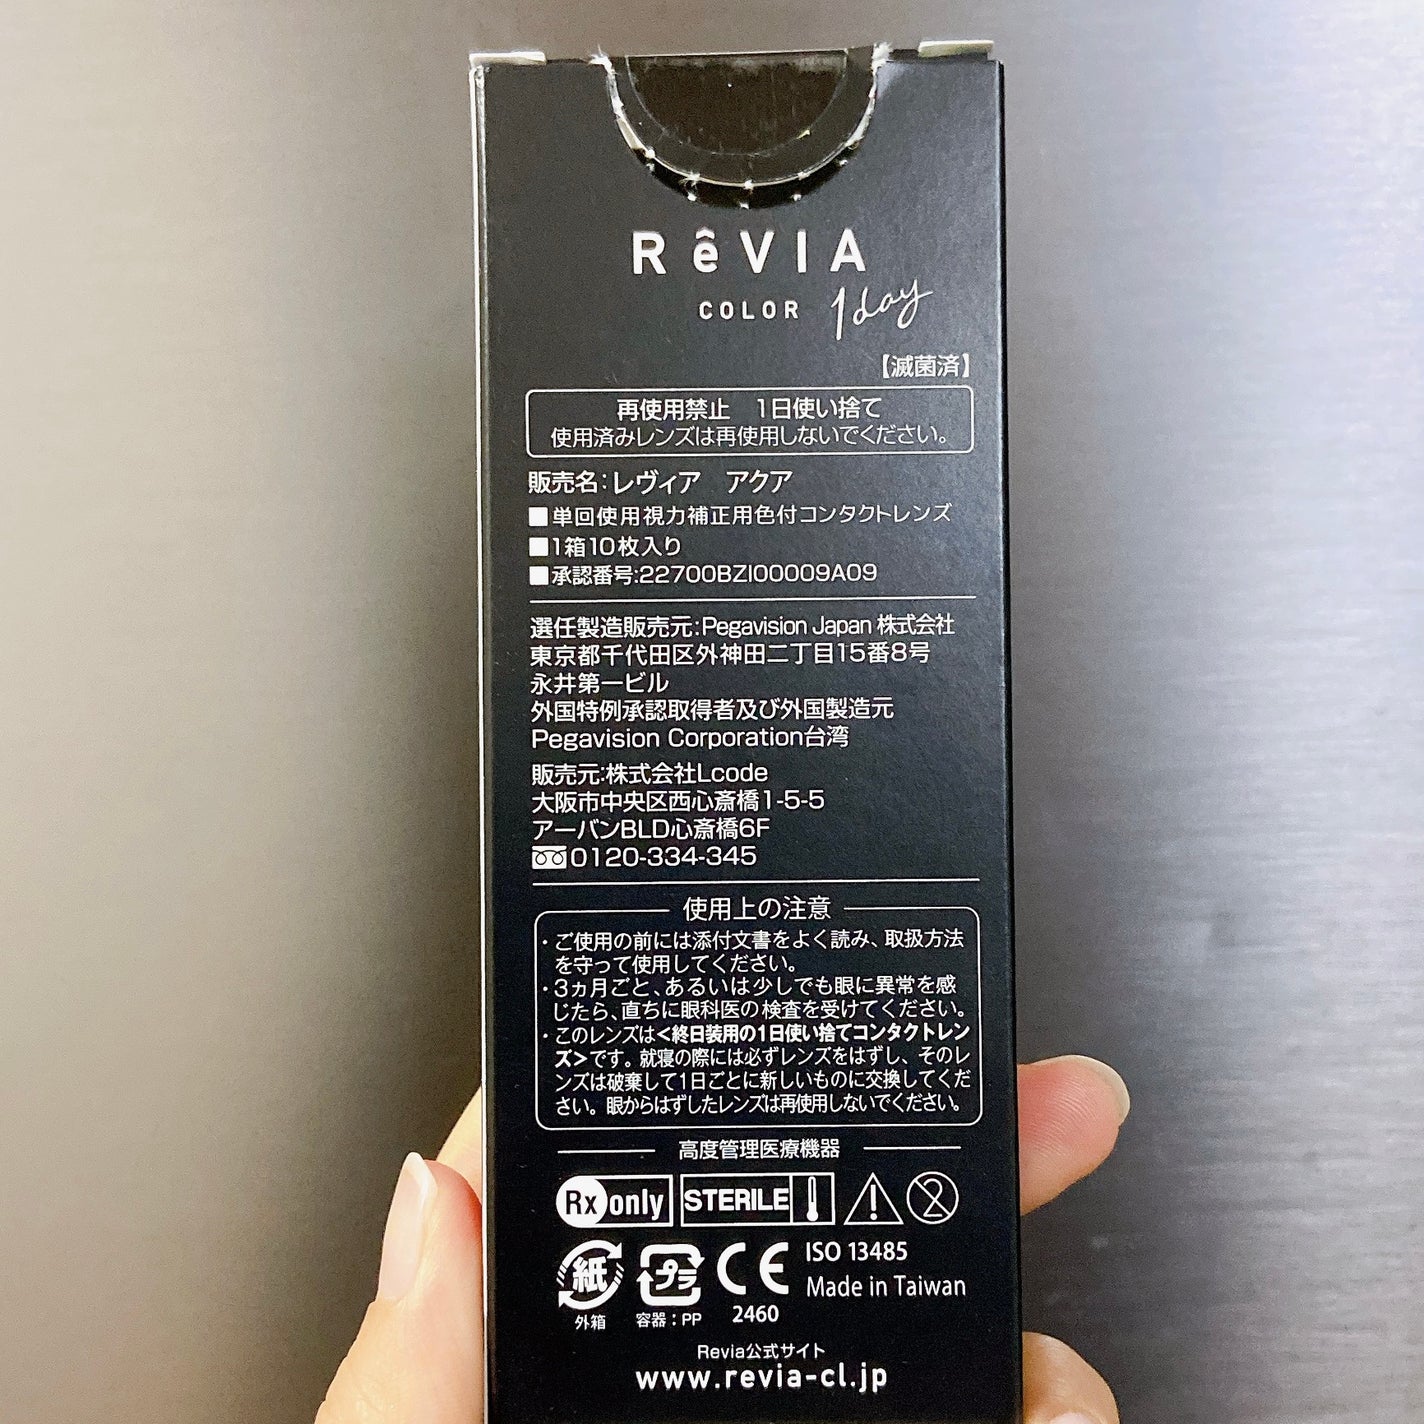 RêVIA
COLOR 1day
【滅菌済】
再使用禁止　1日使い捨て
使用済みレンズは再使用しないでください。
販売名：レヴィア　アクア
■単回使用視力補正用色付コンタクトレンズ
■1箱10枚入り
■承認番号:22700BZI00009A09
選任製造販売元：Pegavision Japan 株式会社
東京都千代田区外神田二丁目15番8号
永井第一ビル
外国特例承認取得者及び外国製造元
Pegavision Corporation台湾
販売元:株式会社Lcode
大阪市中央区西心斎橋1-5-5
アーバンBLD心斎橋6F
0120-334-345
使用上の注意
・ご使用の前には添付文書をよく読み、取扱方法
を守って使用してください。
・3ヵ月ごと、あるいは少しでも眼に異常を感
じたら、直ちに眼科医の検査を受けてください。
・このレンズは<終日装用の1日使い捨てコンタクトレン
ズ>です。就寝の際には必ずレンズをはずし、そのレ
ンズは破棄して1日ごとに新しいものに交換してくだ
さい。眼からはずしたレンズは再使用しないでください。
高度管理医療機器
Rx only STERILE 2
紙 プラ CE ISO 13485
Made in Taiwan
外箱 容器：PP 2460
Revia公式サイト
www.revia-cl.jp